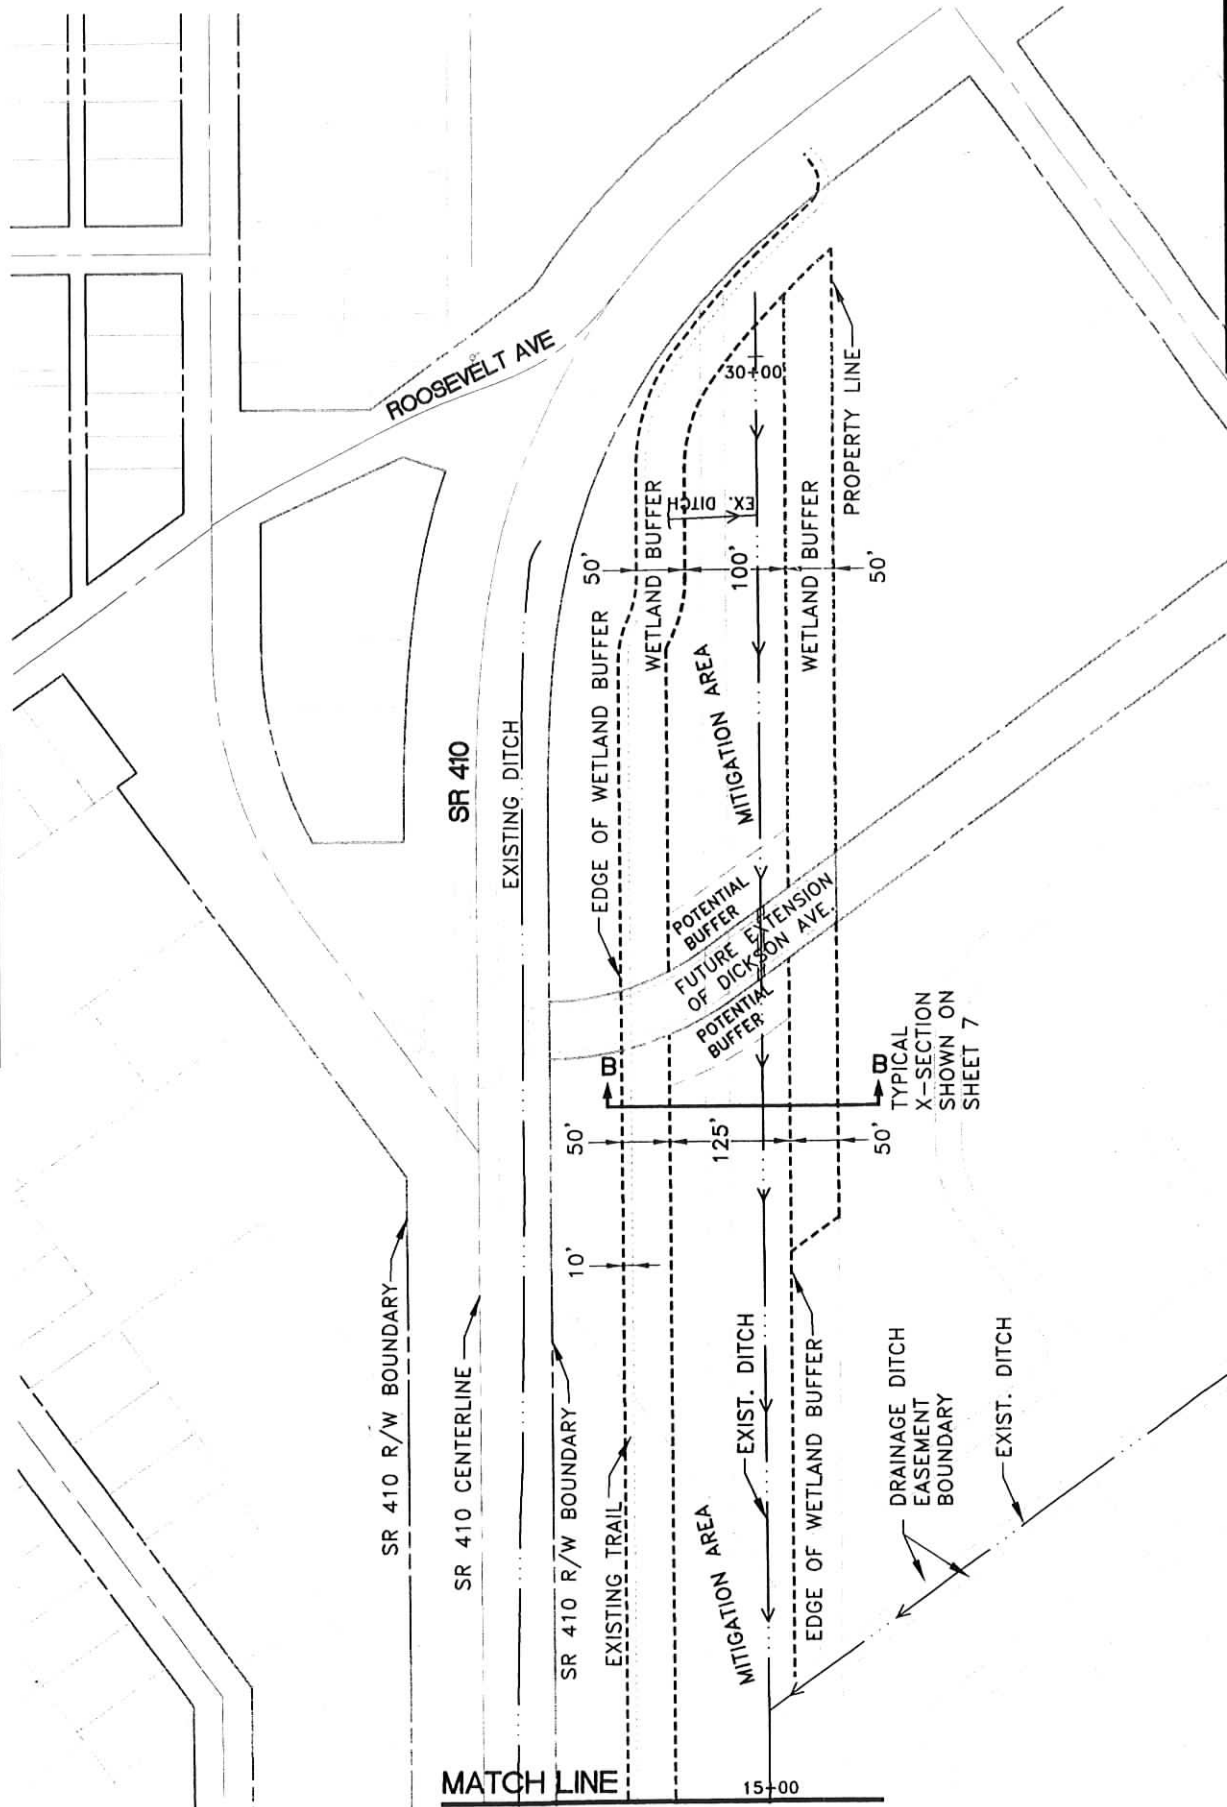 ROOSEVELT AVE
30+00
PROPERTY LINE
EX. DITCH
WETLAND BUFFER
50'
100'
50'
WETLAND BUFFER
EDGE OF WETLAND BUFFER
MITIGATION AREA
SR 410
EXISTING DITCH
POTENTIAL
BUFFER
FUTURE EXTENSION
OF DICKSON AVE.
POTENTIAL
BUFFER
B
B
TYPICAL
X-SECTION
SHOWN ON
SHEET 7
50'
125'
50'
10'
SR 410 R/W BOUNDARY
SR 410 CENTERLINE
SR 410 R/W BOUNDARY
EXISTING TRAIL
MITIGATION AREA
EXIST. DITCH
EDGE OF WETLAND BUFFER
DRAINAGE DITCH
EASEMENT
BOUNDARY
EXIST. DITCH
MATCH LINE
15+00